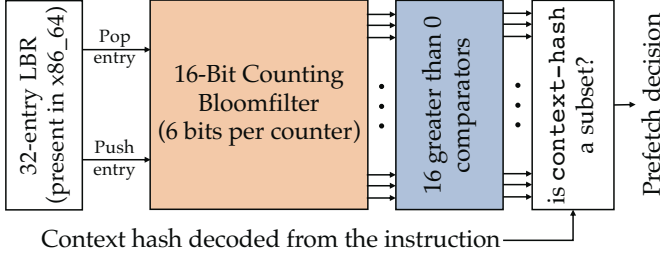 32-entry LBR
(present in x86_64)
Pop
entry
Push
entry
16-Bit Counting
Bloomfilter
(6 bits per counter)
16 greater than 0
comparators
is context-hash
a subset?
Prefetch decision
Context hash decoded from the instruction